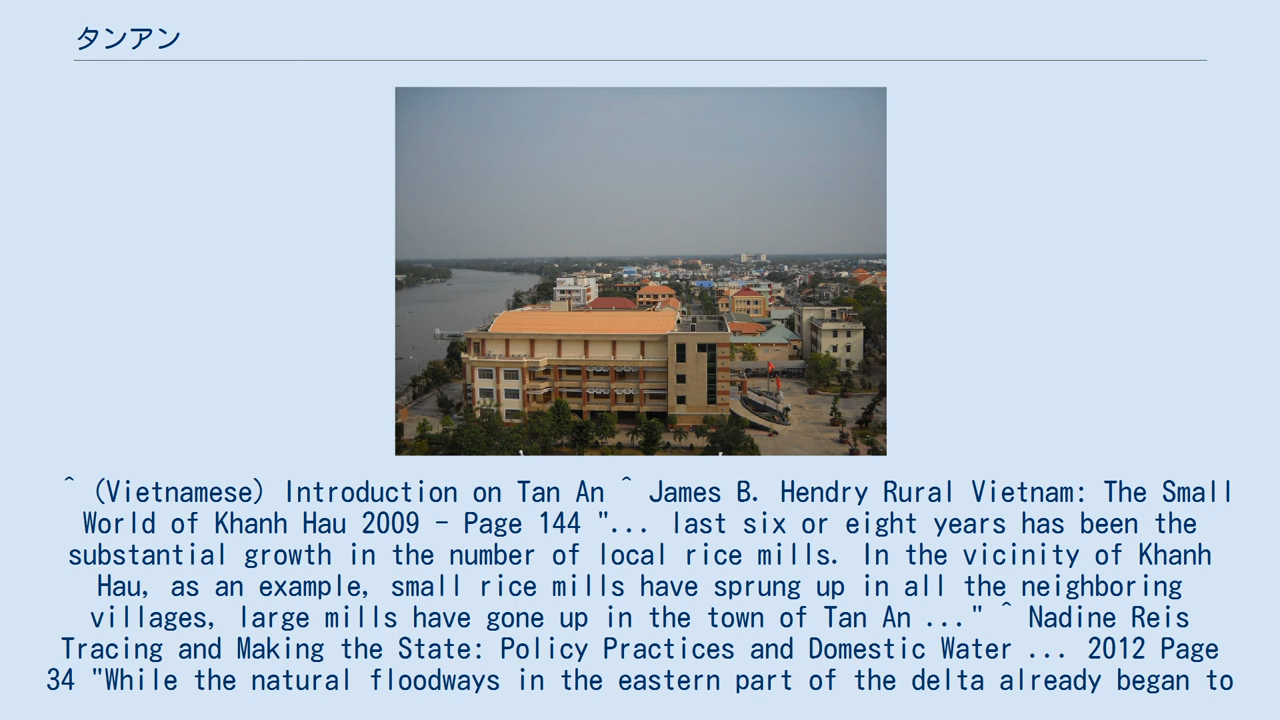 タンアン
^ (Vietnamese) Introduction on Tan An ^ James B. Hendry Rural Vietnam: The Small
World of Khanh Hau 2009 - Page 144 "... last six or eight years has been the
substantial growth in the number of local rice mills. In the vicinity of Khanh
Hau, as an example, small rice mills have sprung up in all the neighboring
villages, large mills have gone up in the town of Tan An ..." ^ Nadine Reis
Tracing and Making the State: Policy Practices and Domestic Water ... 2012 Page
34 "While the natural floodways in the eastern part of the delta already began to